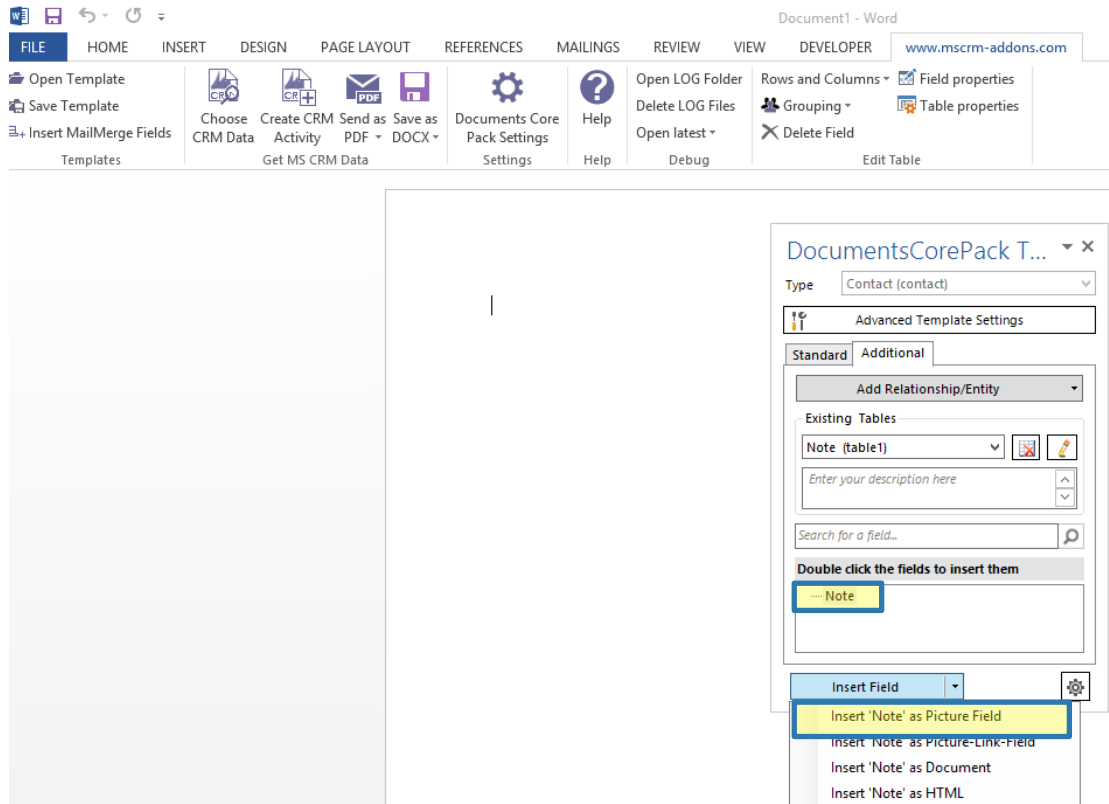 Document1 - Word
FILE HOME INSERT DESIGN PAGE LAYOUT REFERENCES MAILINGS REVIEW VIEW DEVELOPER www.mscrm-addons.com
Open Template
Save Template
Insert MailMerge Fields
Templates
CRM
Choose
CRM Data
CRM
Create CRM
Activity
PDF
Send as
PDF
Save as
DOCX
Get MS CRM Data
Documents Core
Pack Settings
Settings
Help
Help
Open LOG Folder
Delete LOG Files
Open latest
Debug
Rows and Columns
Grouping
Delete Field
Field properties
Table properties
Edit Table
DocumentsCorePack T...
Type Contact (contact)
Advanced Template Settings
Standard Additional
Add Relationship/Entity
Existing Tables
Note (table1)
Enter your description here
Search for a field...
Double click the fields to insert them
Note
Insert Field
Insert 'Note' as Picture Field
Insert 'Note' as Picture-Link-Field
Insert 'Note' as Document
Insert 'Note' as HTML